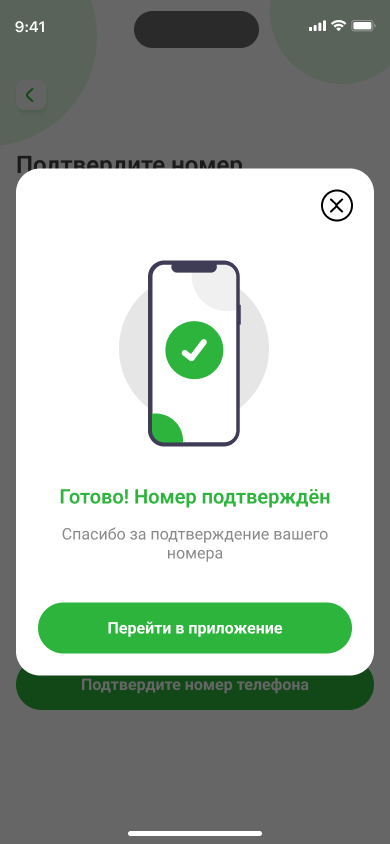 9:41
Подтвердите номер
Готово! Номер подтверждён
Спасибо за подтверждение вашего
номера
Перейти в приложение
Подтвердите номер телефона